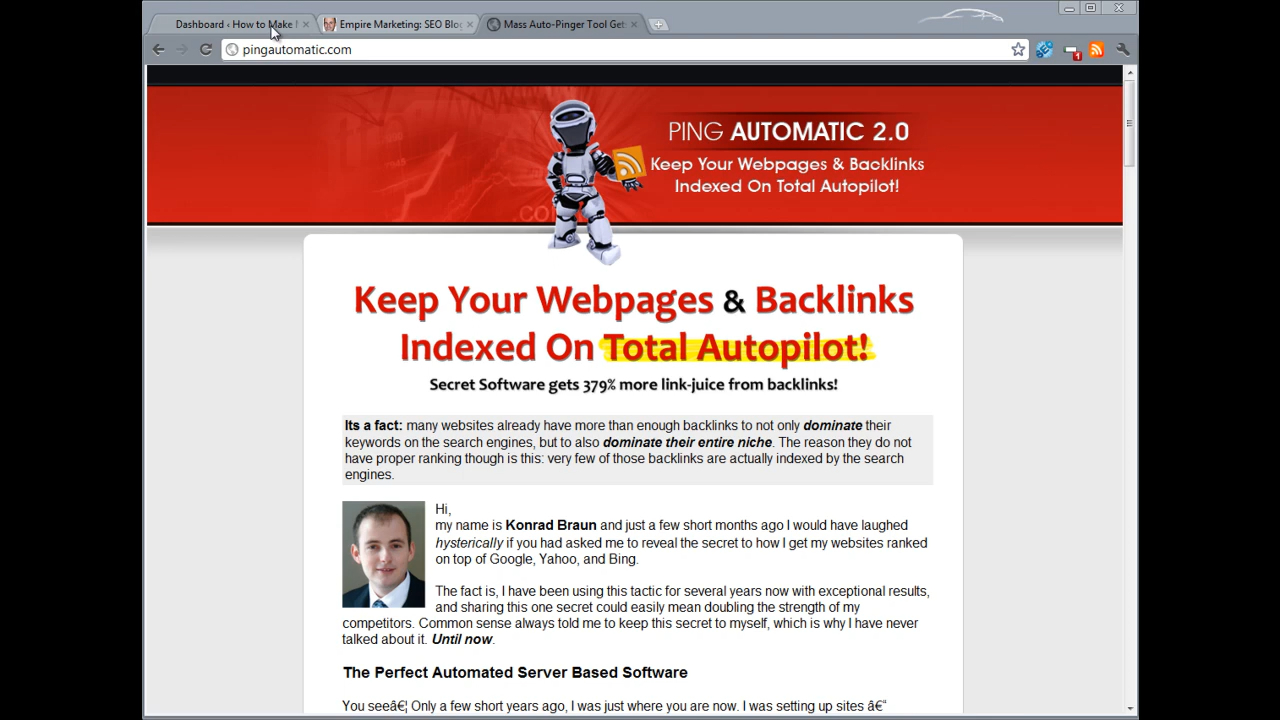 Dashboard ‹ How to Make
Empire Marketing: SEO Blo
Mass Auto-Pinger Tool Get
pingautomatic.com
1
PING AUTOMATIC 2.0
Keep Your Webpages & Backlinks
Indexed On Total Autopilot!
Keep Your Webpages & Backlinks
Indexed On Total Autopilot!
Secret Software gets 379% more link-juice from backlinks!
Its a fact: many websites already have more than enough backlinks to not only dominate their
keywords on the search engines, but to also dominate their entire niche. The reason they do not
have proper ranking though is this: very few of those backlinks are actually indexed by the search
engines.
Hi,
my name is Konrad Braun and just a few short months ago I would have laughed
hysterically if you had asked me to reveal the secret to how I get my websites ranked
on top of Google, Yahoo, and Bing.
The fact is, I have been using this tactic for several years now with exceptional results,
and sharing this one secret could easily mean doubling the strength of my
competitors. Common sense always told me to keep this secret to myself, which is why I have never
talked about it. Until now.
The Perfect Automated Server Based Software
You seeâ€¦ Only a few short years ago, I was just where you are now. I was setting up sites â€“